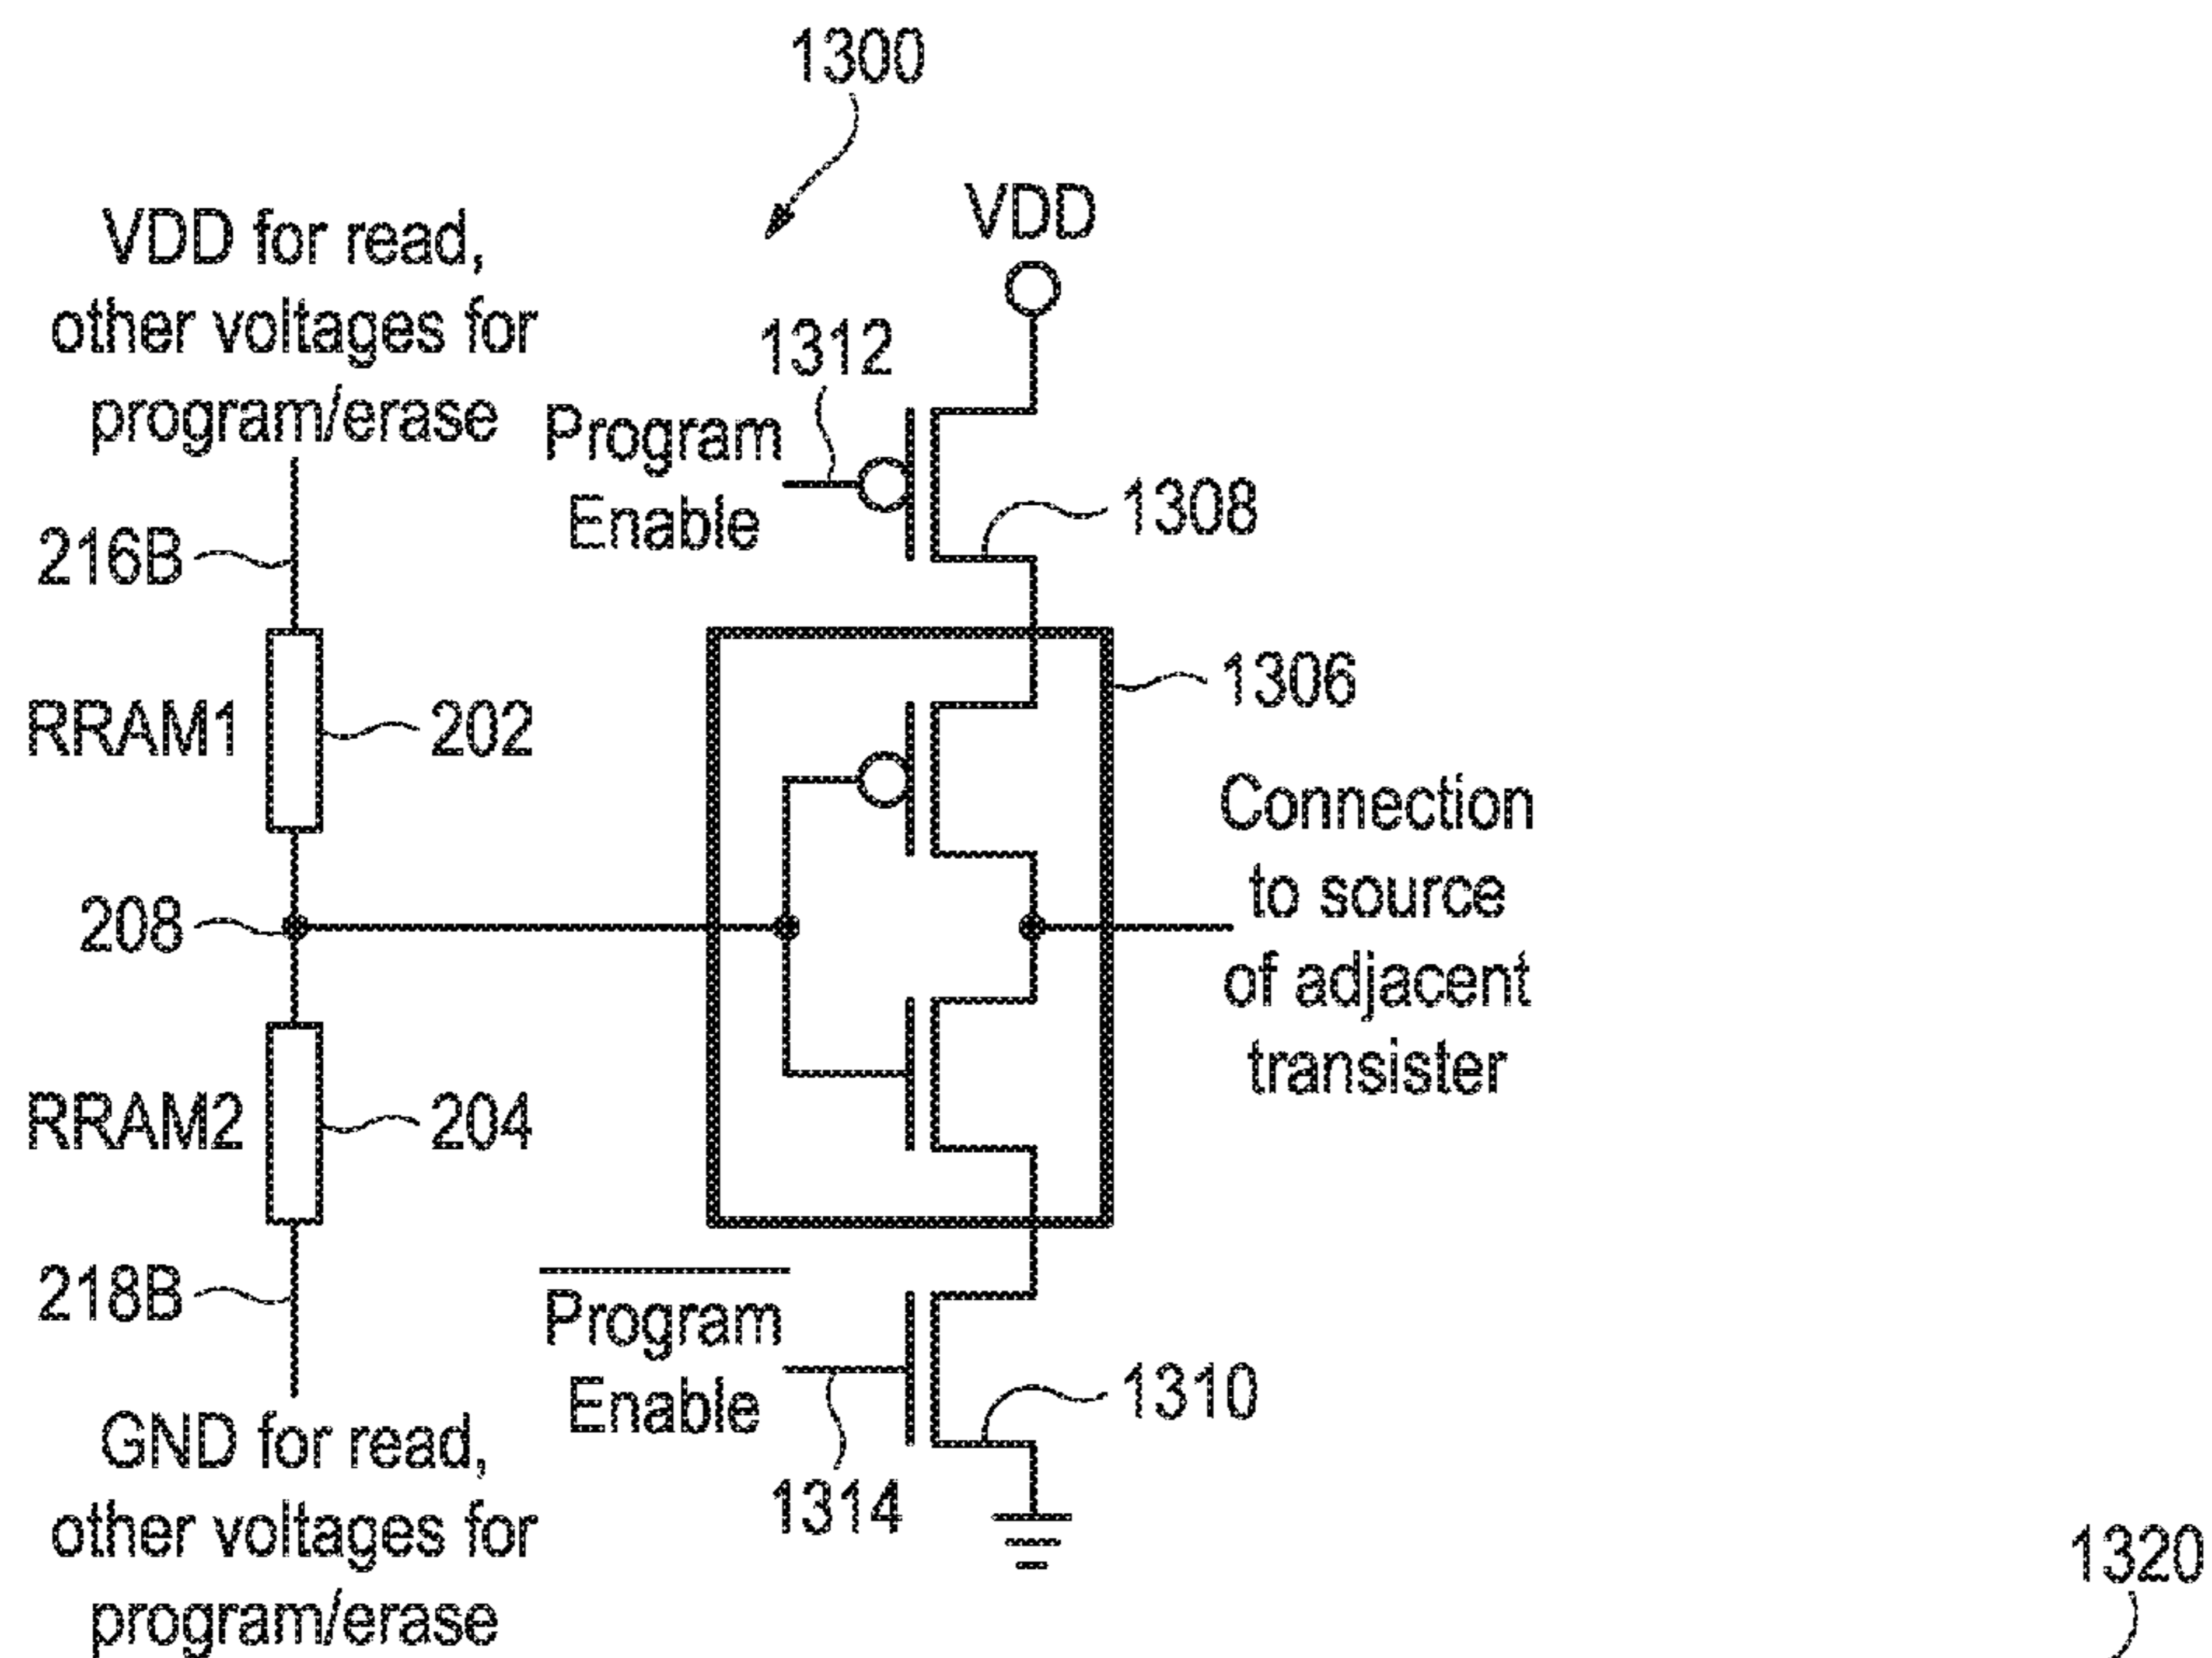 1300
VDD
VDD for read,
other voltages for
program/erase
1312
Program
Enable
1308
216B
1306
RRAM1
202
Connection
to source
of adjacent
transister
208
RRAM2
204
218B
Program
Enable
1310
1314
GND for read,
other voltages for
program/erase
1320